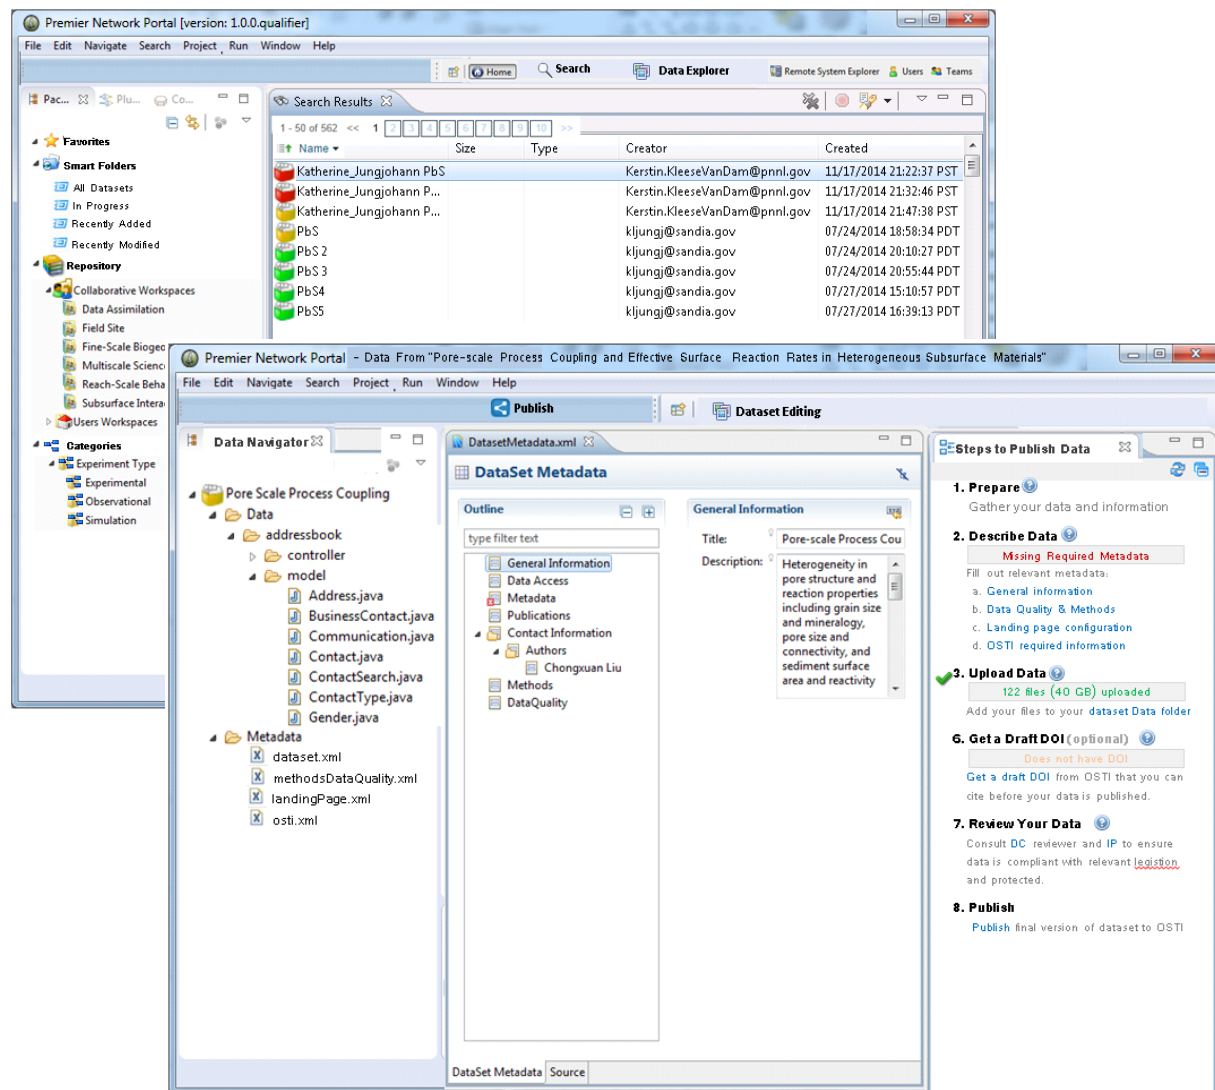 Premier Network Portal [version: 1.0.0.qualifier]
File Edit Navigate Search Project Run Window Help
Home Search Data Explorer Remote System Explorer Users Teams
Pac... Plu... Co...
Favorites
Smart Folders
All Datasets
In Progress
Recently Added
Recently Modified
Repository
Collaborative Workspaces
Data Assimilation
Field Site
Fine-Scale Biogeo
Multiscale Scienc
Reach-Scale Beha
Subsurface Intera
Users Workspaces
Categories
Experiment Type
Experimental
Observational
Simulation
Search Results
1 - 50 of 562 << 1 2 3 4 5 6 7 8 9 10 >>
Name Size Type Creator Created
Katherine_Jungjohann PbS Kerstin.KleeseVanDam@pnnl.gov 11/17/2014 21:22:37 PST
Katherine_Jungjohann P... Kerstin.KleeseVanDam@pnnl.gov 11/17/2014 21:32:46 PST
Katherine_Jungjohann P... Kerstin.KleeseVanDam@pnnl.gov 11/17/2014 21:47:38 PST
PbS kljungj@sandia.gov 07/24/2014 18:58:34 PDT
PbS 2 kljungj@sandia.gov 07/24/2014 20:10:27 PDT
PbS 3 kljungj@sandia.gov 07/24/2014 20:55:44 PDT
PbS4 kljungj@sandia.gov 07/27/2014 15:10:57 PDT
PbS5 kljungj@sandia.gov 07/27/2014 16:39:13 PDT
Premier Network Portal - Data From "Pore-scale Process Coupling and Effective Surface Reaction Rates in Heterogeneous Subsurface Materials"
File Edit Navigate Search Project Run Window Help
Publish Dataset Editing
Data Navigator
Pore Scale Process Coupling
Data
addressbook
controller
model
Address.java
BusinessContact.java
Communication.java
Contact.java
ContactSearch.java
ContactType.java
Gender.java
Metadata
dataset.xml
methodsDataQuality.xml
landingPage.xml
osti.xml
DatasetMetadata.xml
DataSet Metadata
Outline
type filter text
General Information
Data Access
Metadata
Publications
Contact Information
Authors
Chongxuan Liu
Methods
DataQuality
General Information
Title: Pore-scale Process Cou
Description: Heterogeneity in
pore structure and
reaction properties
including grain size
and mineralogy,
pore size and
connectivity, and
sediment surface
area and reactivity
DataSet Metadata Source
Steps to Publish Data
1. Prepare
Gather your data and information
2. Describe Data
Missing Required Metadata
Fill out relevant metadata:
a. General information
b. Data Quality & Methods
c. Landing page configuration
d. OSTI required information
3. Upload Data
122 files (40 GB) uploaded
Add your files to your dataset Data folder
6. Get a Draft DOI (optional)
Does not have DOI
Get a draft DOI from OSTI that you can
cite before your data is published.
7. Review Your Data
Consult DC reviewer and IP to ensure
data is compliant with relevant legistion
and protected.
8. Publish
Publish final version of dataset to OSTI